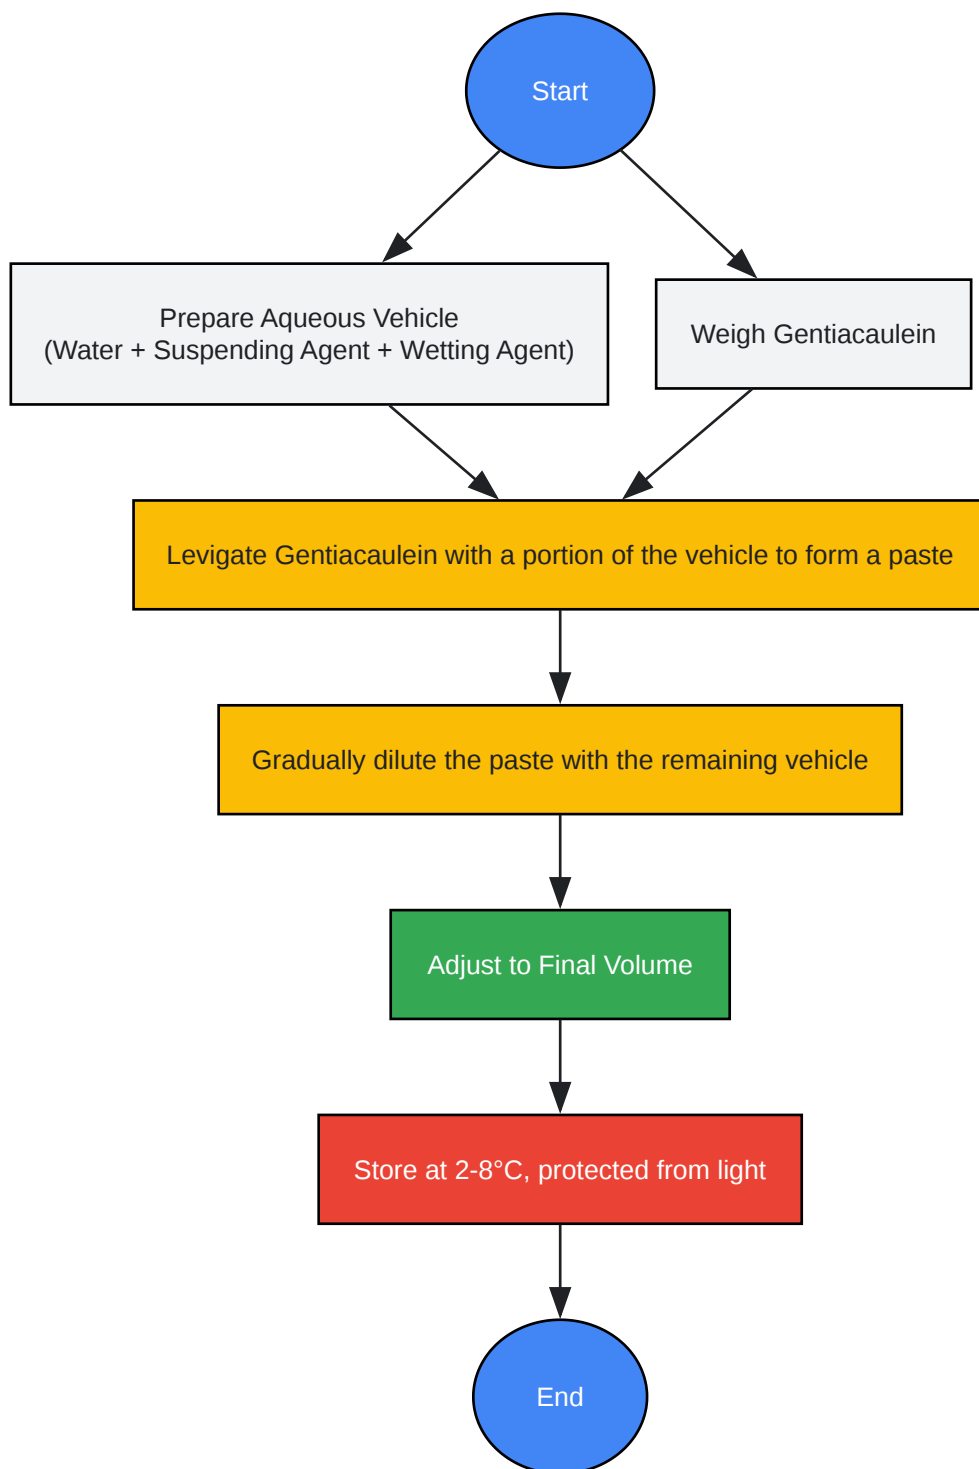 Start
Prepare Aqueous Vehicle
(Water + Suspending Agent + Wetting Agent)
Weigh Gentiacaulein
Levigate Gentiacaulein with a portion of the vehicle to form a paste
Gradually dilute the paste with the remaining vehicle
Adjust to Final Volume
Store at 2-8°C, protected from light
End